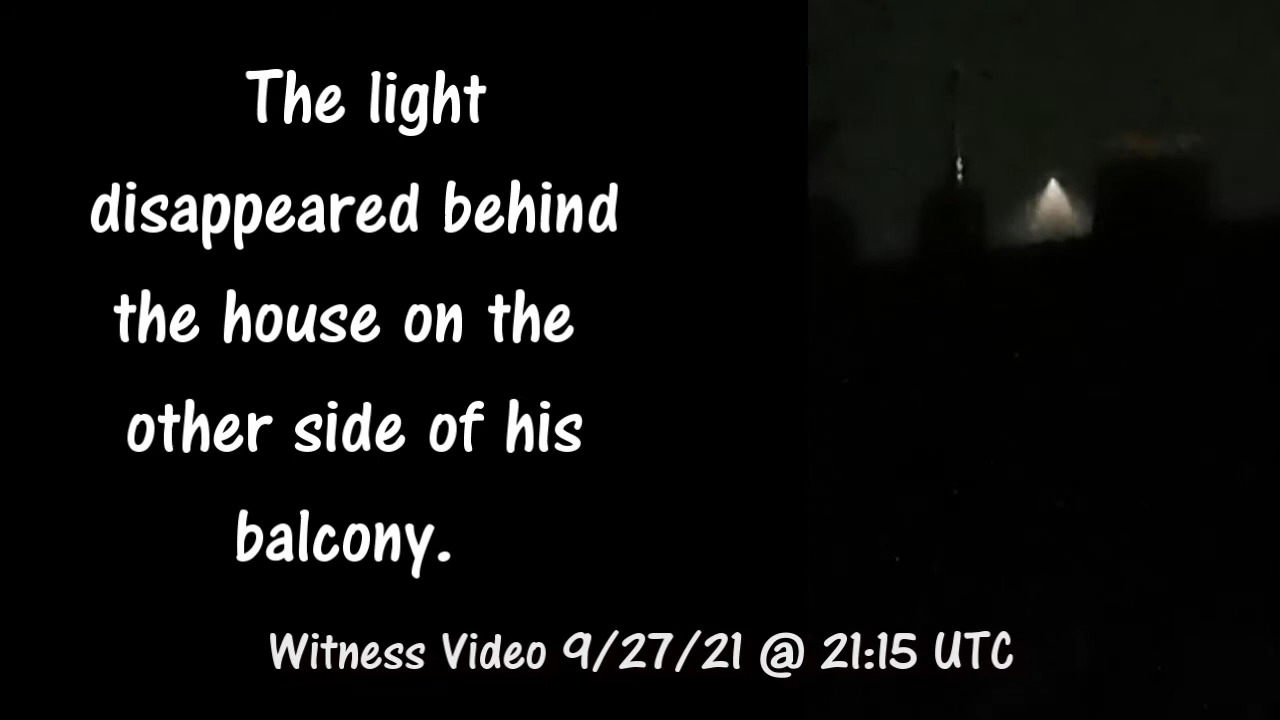 The light
disappeared behind
the house on the
other side of his
balcony.
Witness Video 9/27/21 @ 21:15 UTC